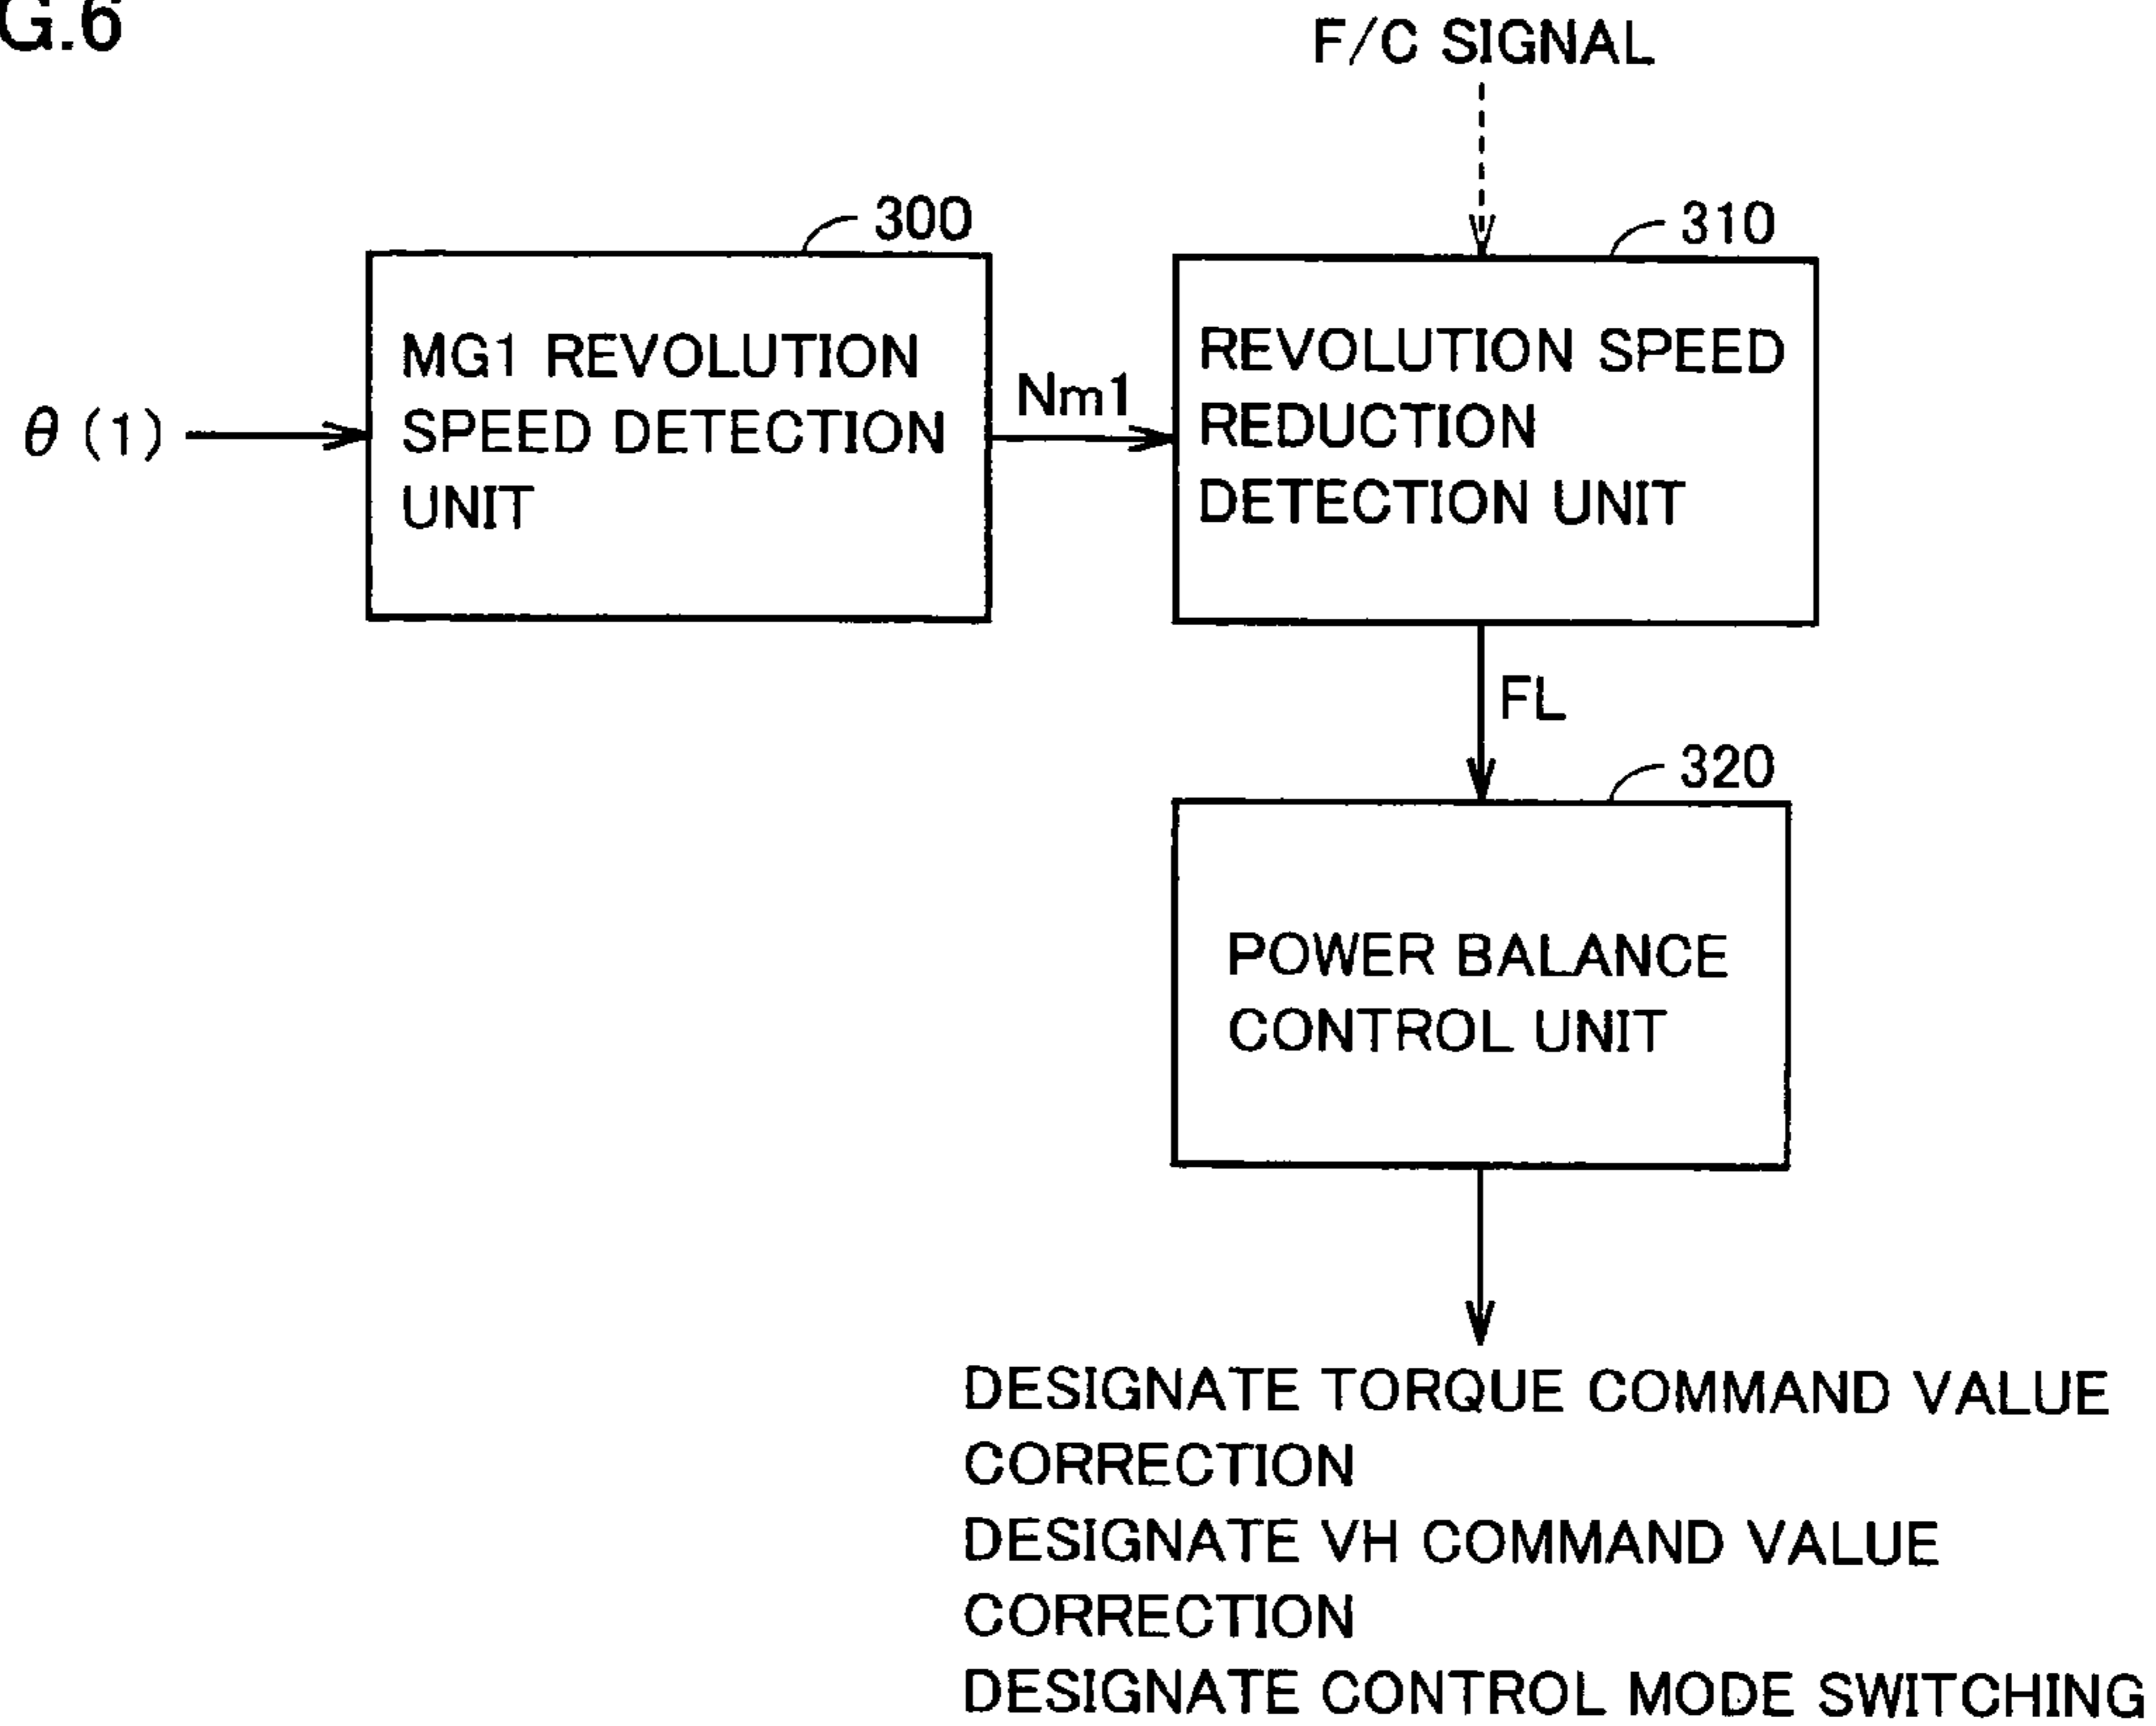 G.6
F/C SIGNAL
300
310
MG1 REVOLUTION
SPEED DETECTION
UNIT
θ (1)
Nm1
REVOLUTION SPEED
REDUCTION
DETECTION UNIT
FL
320
POWER BALANCE
CONTROL UNIT
DESIGNATE TORQUE COMMAND VALUE
CORRECTION
DESIGNATE VH COMMAND VALUE
CORRECTION
DESIGNATE CONTROL MODE SWITCHING